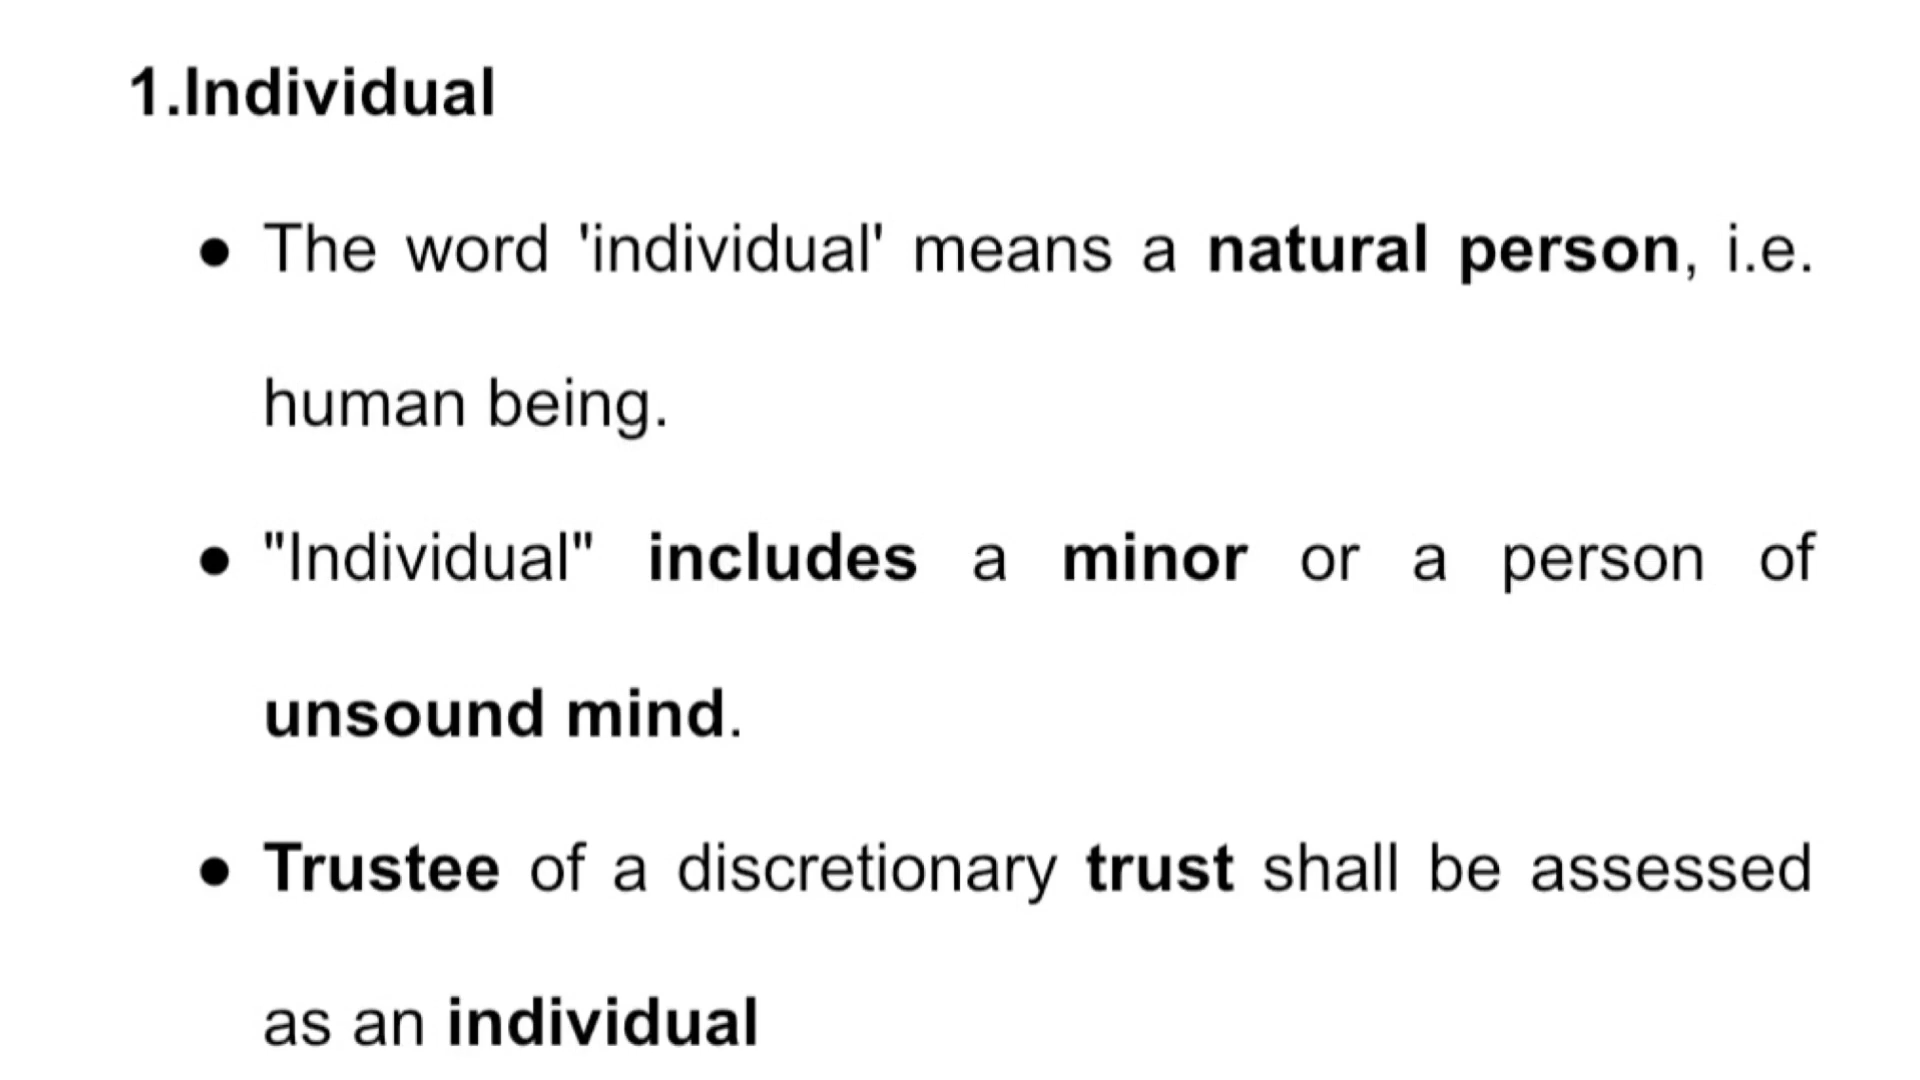 1.Individual
● The word 'individual' means a natural person, i.e.
human being.
● "Individual" includes a minor or a person of
unsound mind.
● Trustee of a discretionary trust shall be assessed
as an individual